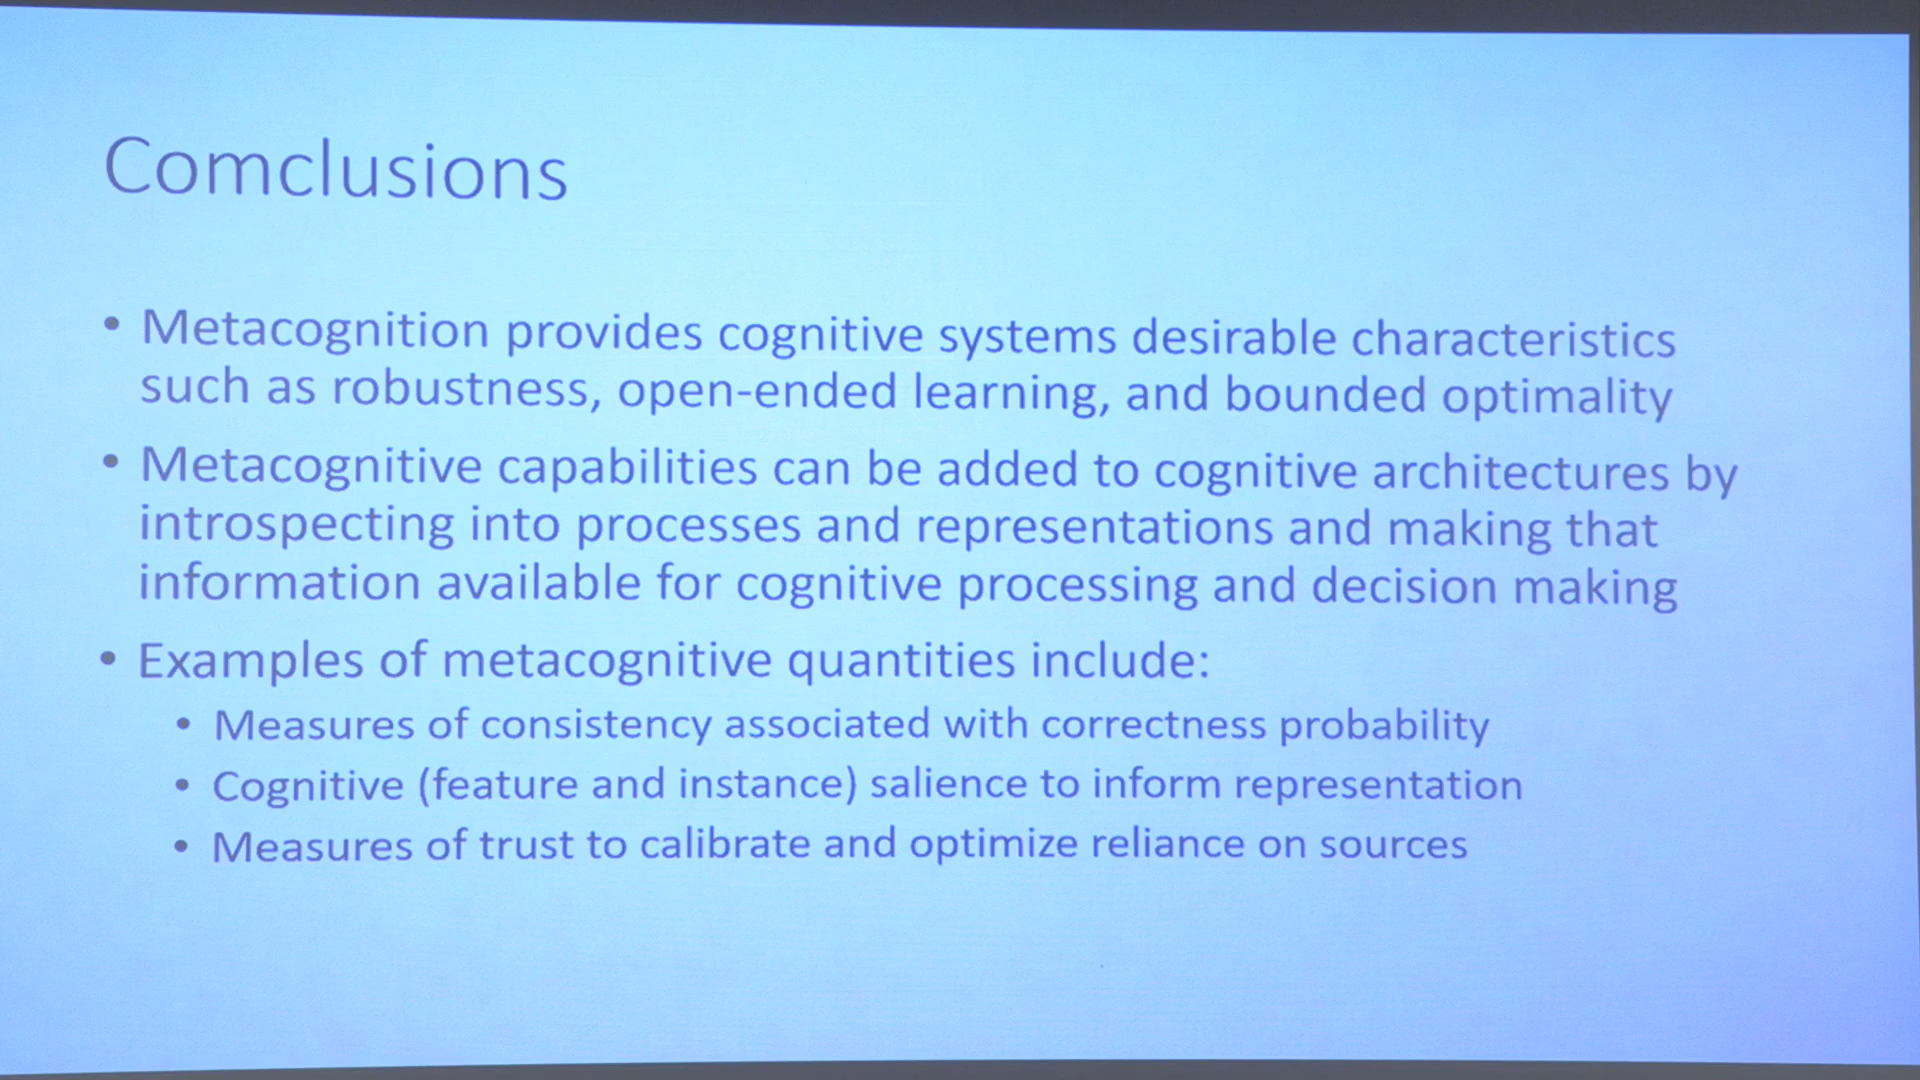 Comclusions
• Metacognition provides cognitive systems desirable characteristics
such as robustness, open-ended learning, and bounded optimality
• Metacognitive capabilities can be added to cognitive architectures by
introspecting into processes and representations and making that
information available for cognitive processing and decision making
• Examples of metacognitive quantities include:
• Measures of consistency associated with correctness probability
• Cognitive (feature and instance) salience to inform representation
• Measures of trust to calibrate and optimize reliance on sources